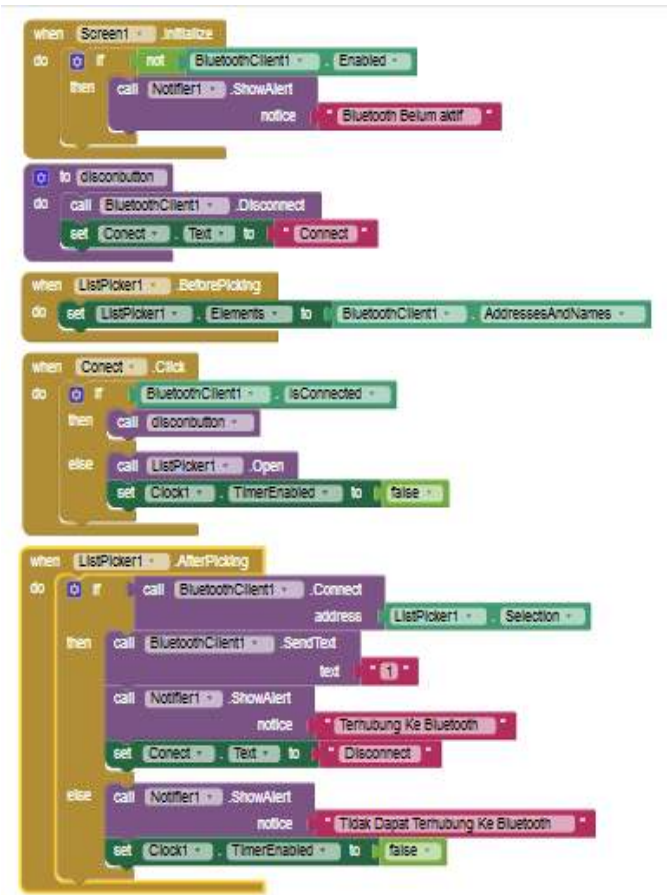 when Screen1 .Initialize
do if not BluetoothClient1 . Enabled
then call Notifier1 .ShowAlert
notice " Bluetooth Belum aktif "
to disconbutton
do call BluetoothClient1 .Disconnect
set Conect . Text to " Connect "
when ListPicker1 .BeforePicking
do set ListPicker1 . Elements to BluetoothClient1 . AddressesAndNames
when Conect .Click
do if BluetoothClient1 . IsConnected
then call disconbutton
else call ListPicker1 .Open
set Clock1 . TimerEnabled to false
when ListPicker1 .AfterPicking
do if call BluetoothClient1 .Connect
address ListPicker1 . Selection
then call BluetoothClient1 .SendText
text " 1 "
call Notifier1 .ShowAlert
notice " Terhubung Ke Bluetooth "
set Conect . Text to " Disconnect "
else call Notifier1 .ShowAlert
notice " Tidak Dapat Terhubung Ke Bluetooth "
set Clock1 . TimerEnabled to false